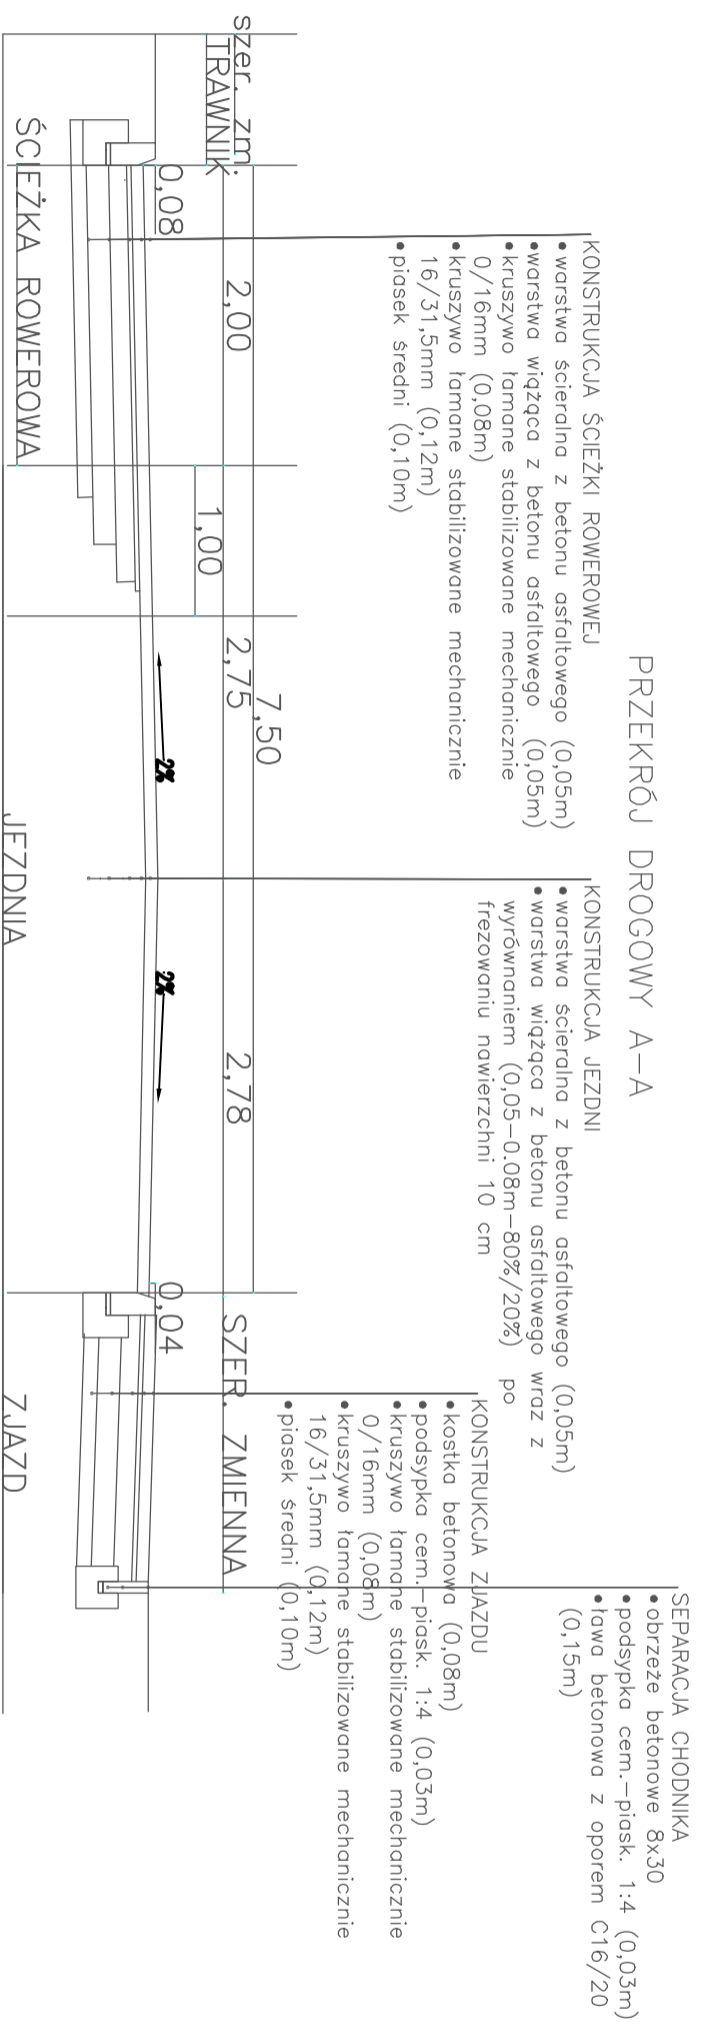 PRZEKRÓJ DROGOWY A-A
KONSTRUKCJA ŚCIEŻKI ROWEROWEJ
• warstwa ścieralna z betonu asfaltowego (0,05m)
• warstwa wiążąca z betonu asfaltowego (0,05m)
• kruszywo łamane stabilizowane mechanicznie
0/16mm (0,08m)
• kruszywo łamane stabilizowane mechanicznie
16/31,5mm (0,12m)
• piasek średni (0,10m)
KONSTRUKCJA JEZDNI
• warstwa ścieralna z betonu asfaltowego (0,05m)
• warstwa wiążąca z betonu asfaltowego wraz z
wyrównaniem (0,05-0.08m-80%/20%) po
frezowaniu nawierzchni 10 cm
SEPARACJA CHODNIKA
• obrzeże betonowe 8x30
• podsypka cem.-piask. 1:4 (0,03m)
• ława betonowa z oporem C16/20
(0,15m)
KONSTRUKCJA ZJAZDU
• kostka betonowa (0,08m)
• podsypka cem.-piask. 1:4 (0,03m)
• kruszywo łamane stabilizowane mechanicznie
0/16mm (0,08m)
• kruszywo łamane stabilizowane mechanicznie
16/31,5mm (0,12m)
• piasek średni (0,10m)
szer. zm.
TRAWNIK
7,50
2,00
2,75
2,78
SZER. ZMIENNA
1,00
0,08
2%
2%
0,04
ŚCIEŻKA ROWEROWA
JEZDNIA
ZJAZD